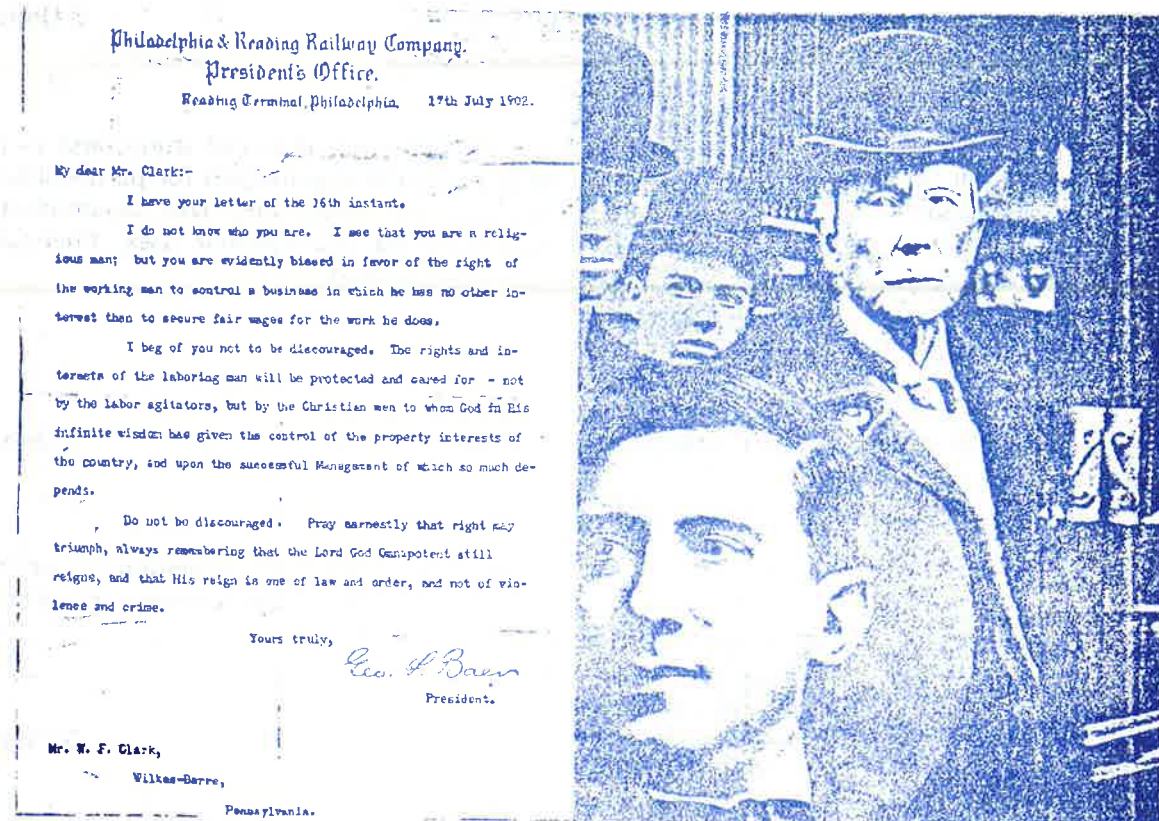 Philadelphia & Reading Railway Company.
President's Office.
Reading Terminal, Philadelphia. 17th July 1902.
My dear Mr. Clark:-
I have your letter of the 16th instant.
I do not know who you are. I see that you are a relig-
ious man; but you are evidently biased in favor of the right of
the working man to control a business in which he has no other in-
terest than to secure fair wages for the work he does.
I beg of you not to be discouraged. The rights and in-
terests of the laboring man will be protected and cared for - not
by the labor agitators, but by the Christian men to whom God in His
infinite wisdom has given the control of the property interests of
the country, and upon the successful Management of which so much de-
pends.
Do not be discouraged. Pray earnestly that right may
triumph, always remembering that the Lord God Omnipotent still
reigns, and that His reign is one of law and order, and not of vio-
lence and crime.
Yours truly,
Geo. F. Baer
President.
Mr. W. F. Clark,
Wilkes-Barre,
Pennsylvania.